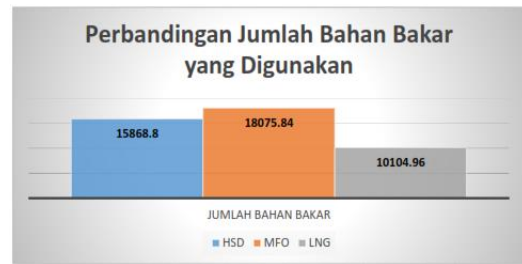 Perbandingan Jumlah Bahan Bakar
yang Digunakan
15868.8
18075.84
10104.96
JUMLAH BAHAN BAKAR
HSD MFO LNG